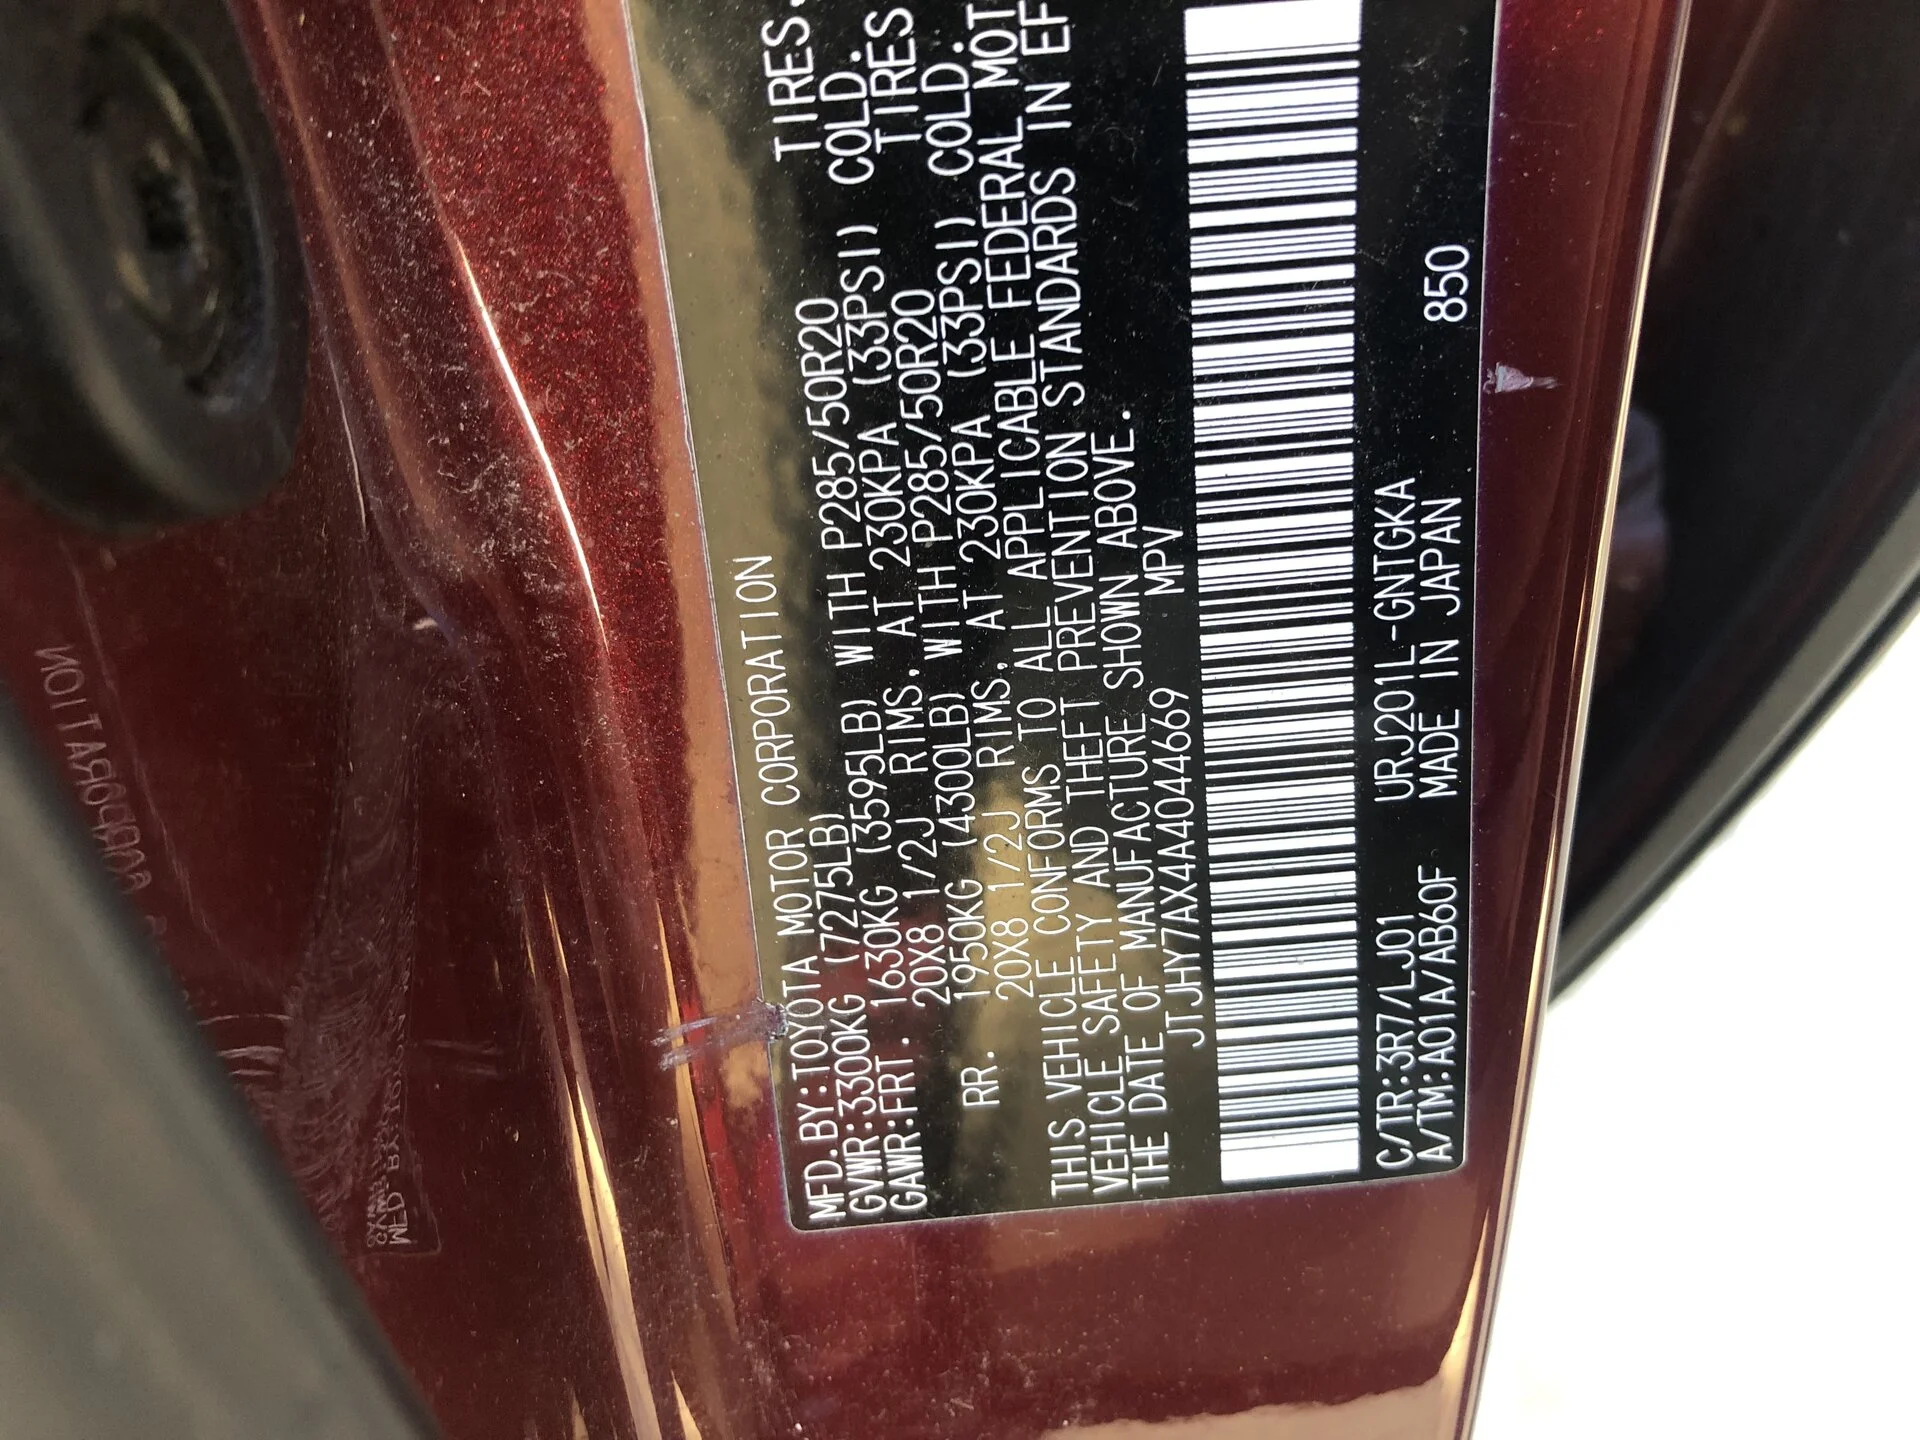 MFD.BY:TOYOTA MOTOR CORPORATION
GVWR:3300KG (7275LB)
GAWR:FRT. 1630KG (3595LB) WITH P285/50R20 TIRES,
20X8 1/2J RIMS, AT 230KPA (33PSI) COLD.
RR. 1950KG (4300LB) WITH P285/50R20 TIRES
20X8 1/2J RIMS, AT 230KPA (33PSI) COLD.
THIS VEHICLE CONFORMS TO ALL APPLICABLE FEDERAL MOT
VEHICLE SAFETY AND THEFT PREVENTION STANDARDS IN EF
THE DATE OF MANUFACTURE SHOWN ABOVE.
JTJHY7AX4A4044669 MPV
C/TR:3R7/LJ01 URJ201L-GNTGKA
A/TM:A01A/AB60F MADE IN JAPAN 850